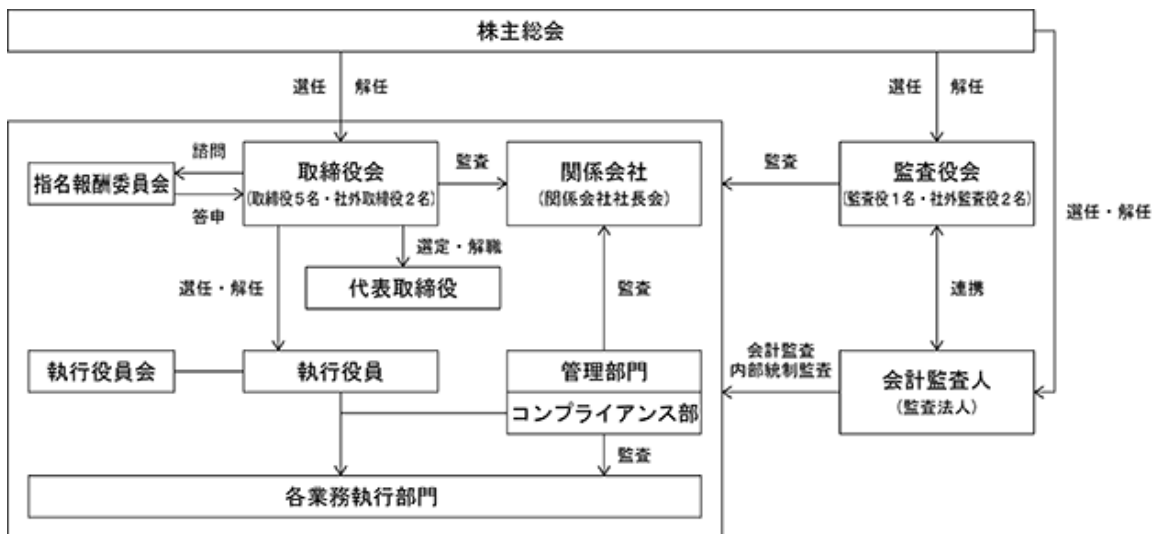 株主総会
選任 解任
選任 解任
諮問
指名報酬委員会
答申
取締役会
(取締役5名・社外取締役2名)
監査
関係会社
(関係会社社長会)
監査
監査役会
(監査役1名・社外監査役2名)
選任・解任
選定・解職
代表取締役
選任・解任
監査
連携
執行役員会
執行役員
管理部門
コンプライアンス部
会計監査
内部統制監査
会計監査人
(監査法人)
監査
各業務執行部門